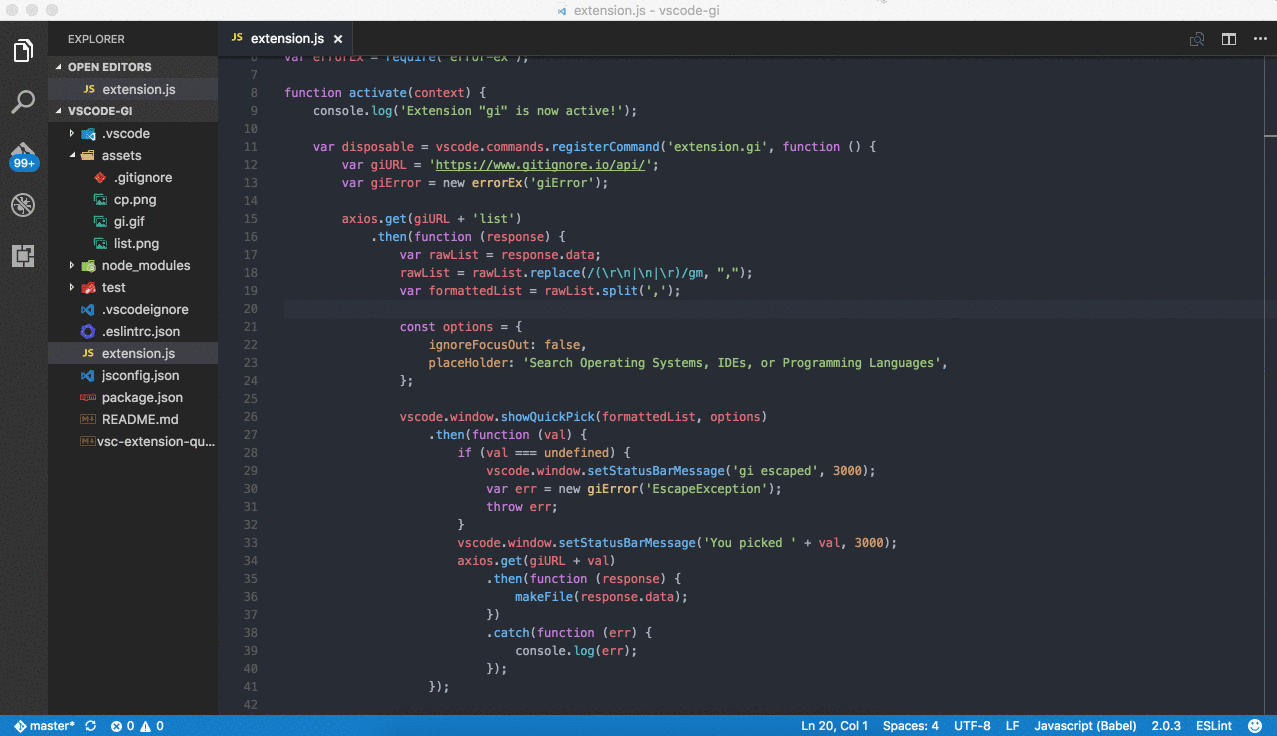 extension.js - vscode-gi
EXPLORER
OPEN EDITORS
JS extension.js
VSCODE-GI
.vscode
assets
.gitignore
cp.png
gi.gif
list.png
node_modules
test
.vscodeignore
.eslintrc.json
JS extension.js
jsconfig.json
package.json
README.md
vsc-extension-qu...
99+
JS extension.js ×
6 var errorEx = require('error-ex');
7
8 function activate(context) {
9 console.log('Extension "gi" is now active!');
10
11 var disposable = vscode.commands.registerCommand('extension.gi', function () {
12 var giURL = 'https://www.gitignore.io/api/';
13 var giError = new errorEx('giError');
14
15 axios.get(giURL + 'list')
16 .then(function (response) {
17 var rawList = response.data;
18 rawList = rawList.replace(/(\r\n|\n|\r)/gm, ",");
19 var formattedList = rawList.split(',');
20
21 const options = {
22 ignoreFocusOut: false,
23 placeHolder: 'Search Operating Systems, IDEs, or Programming Languages',
24 };
25
26 vscode.window.showQuickPick(formattedList, options)
27 .then(function (val) {
28 if (val === undefined) {
29 vscode.window.setStatusBarMessage('gi escaped', 3000);
30 var err = new giError('EscapeException');
31 throw err;
32 }
33 vscode.window.setStatusBarMessage('You picked ' + val, 3000);
34 axios.get(giURL + val)
35 .then(function (response) {
36 makeFile(response.data);
37 })
38 .catch(function (err) {
39 console.log(err);
40 });
41 });
42
master* 0 0 Ln 20, Col 1 Spaces: 4 UTF-8 LF Javascript (Babel) 2.0.3 ESLint